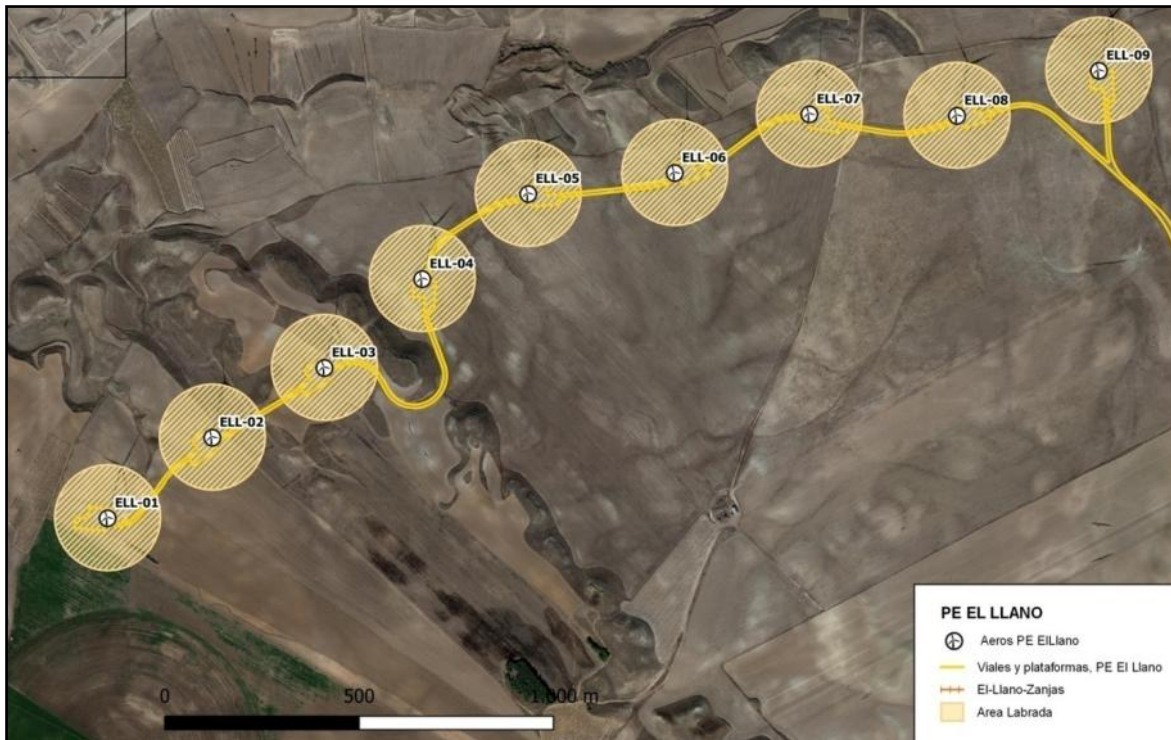 ELL-09
ELL-07
ELL-08
ELL-06
ELL-05
ELL-04
ELL-03
ELL-02
ELL-01
PE EL LLANO
Aeros PE ElLlano
Viales y plataformas, PE El Llano
El-Llano-Zanjas
Area Labrada
0 500 1.000 m